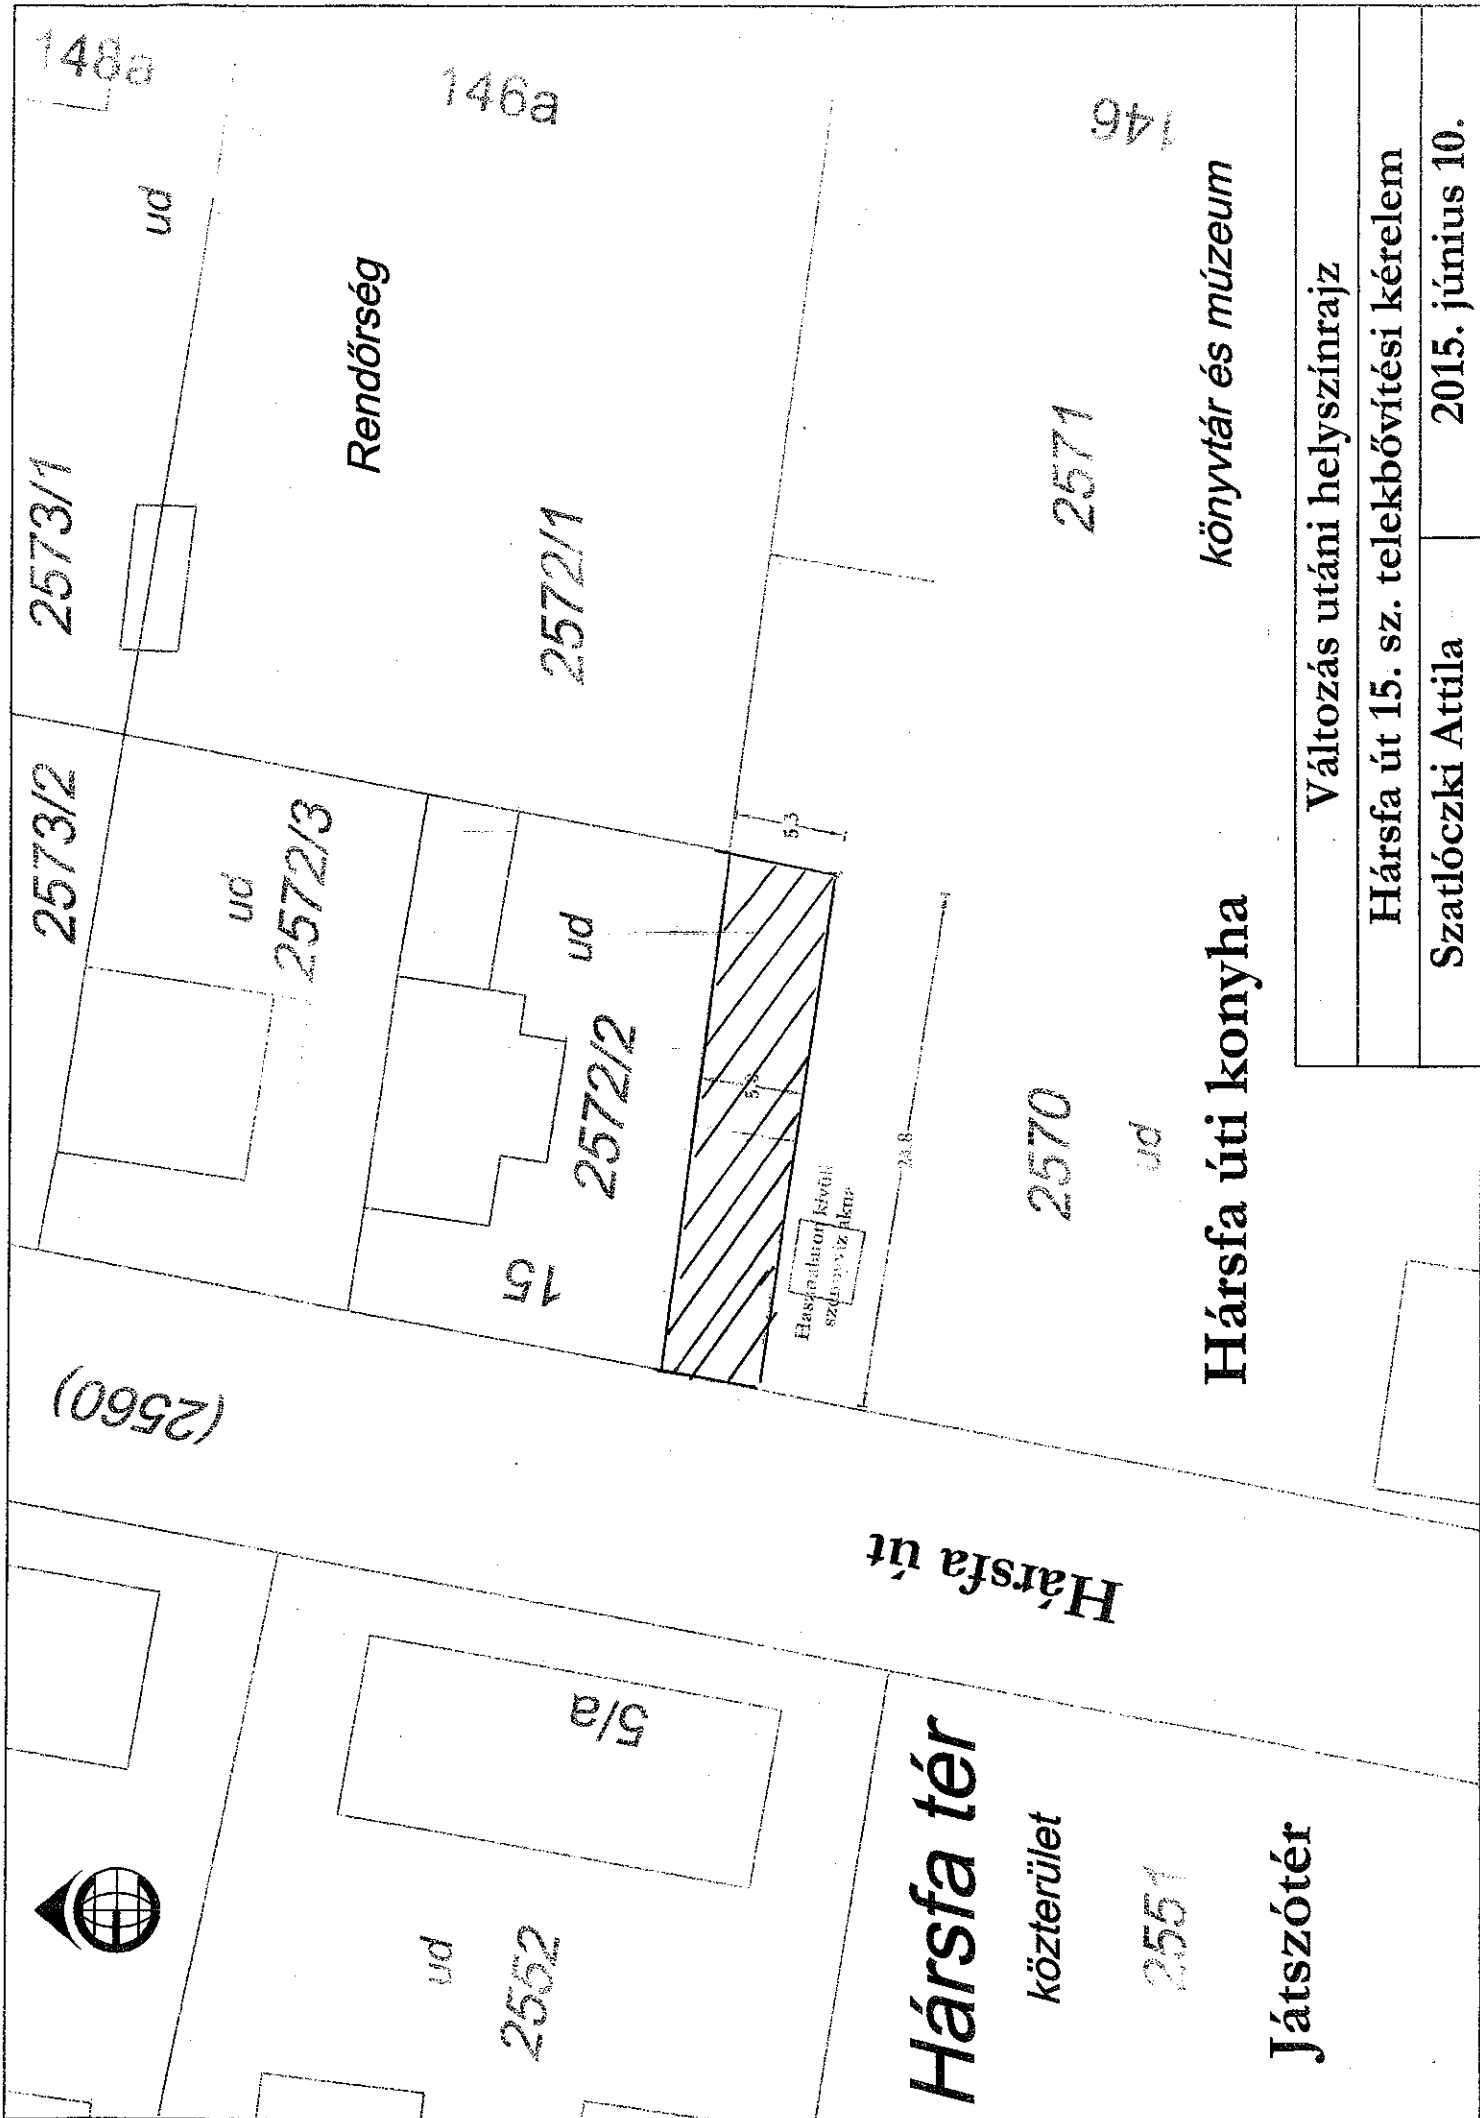 148a
146a
146
ud
Rendőrség
2573/1
2572/1
2571
könyvtár és múzeum
2573/2
ud
2572/3
ud
2572/2
15
5.3
2570
ud
Hársfa úti konyha
(2560)
Hársfa út
5/a
ud
2552
Hársfa tér
közterület
2551
Játszótér
Változás utáni helyszínrajz
Hársfa út 15. sz. telekbővítési kérelem
Szatlóczki Attila
2015. június 10.